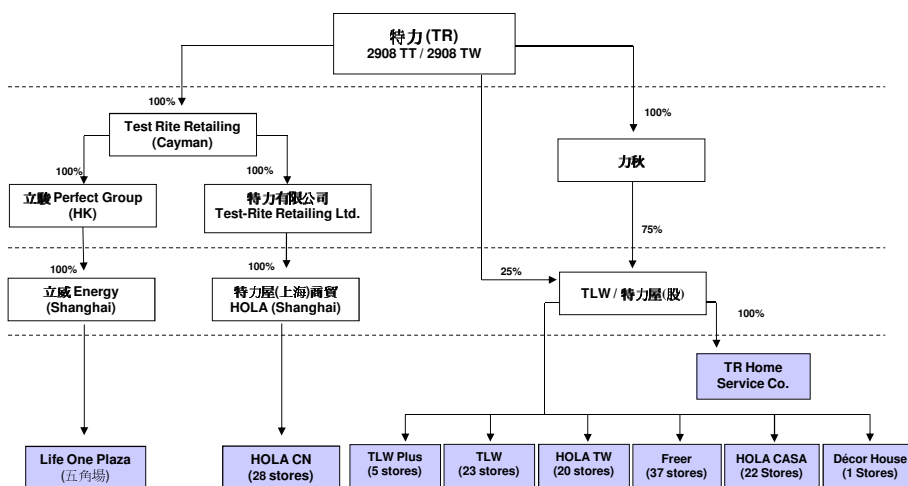 特力 (TR)
2908 TT / 2908 TW
100%
100%
Test Rite Retailing
(Cayman)
力秋
100%
100%
立駿 Perfect Group
(HK)
特力有限公司
Test-Rite Retailing Ltd.
75%
100%
100%
25%
立威 Energy
(Shanghai)
特力屋(上海)商貿
HOLA (Shanghai)
TLW / 特力屋(股)
100%
TR Home
Service Co.
Life One Plaza
(五角場)
HOLA CN
(28 stores)
TLW Plus
(5 stores)
TLW
(23 stores)
HOLA TW
(20 stores)
Freer
(37 stores)
HOLA CASA
(22 Stores)
Décor House
(1 Stores)